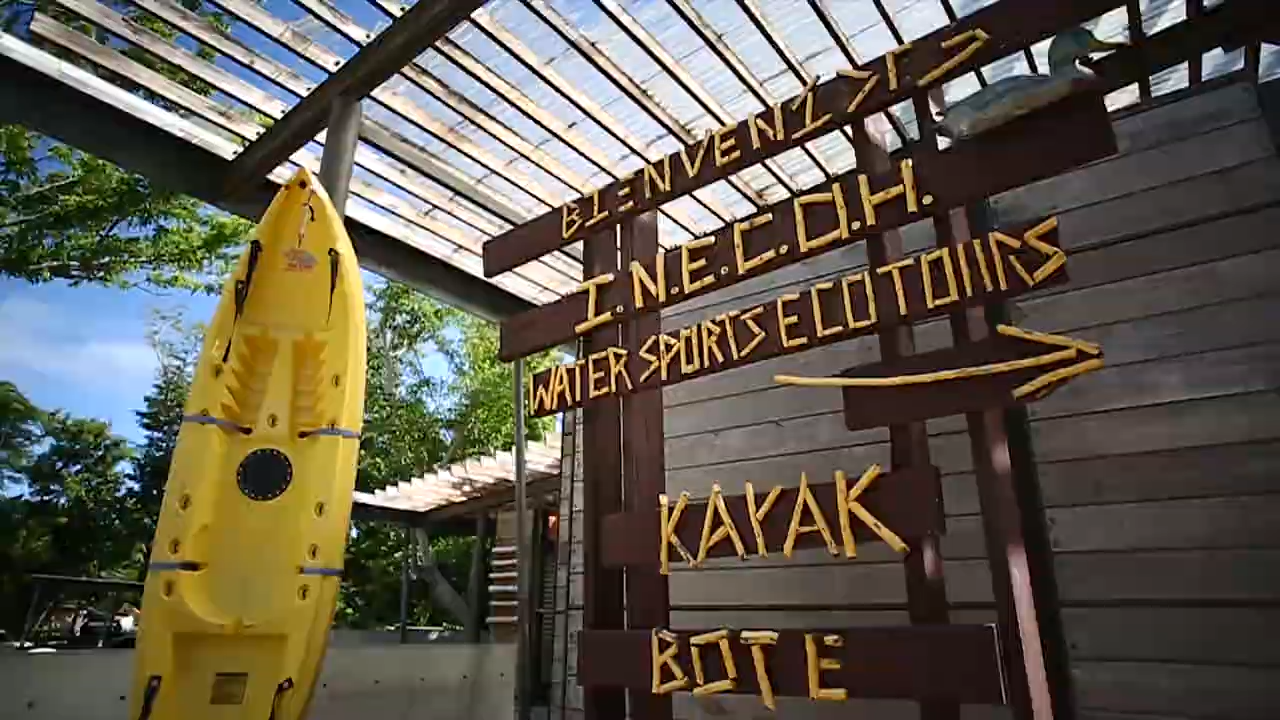 BIENVENIDOS
I.N.E.C.O.H.
WATER SPORTS ECOTOURS
KAYAK
BOTE